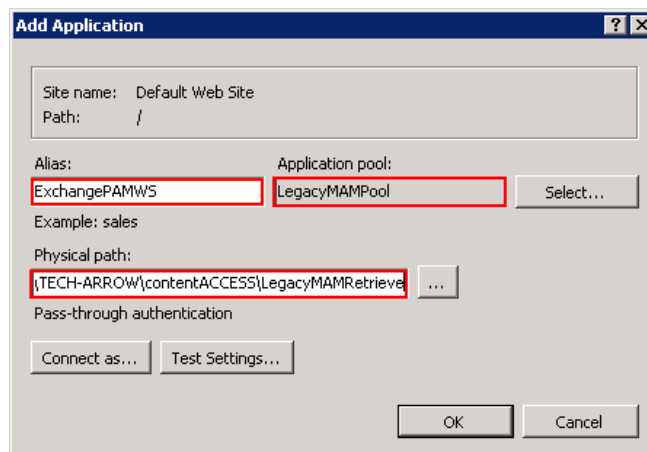 Add Application
Site name: Default Web Site
Path: /
Alias: Application pool:
ExchangePAMWS LegacyMAMPool Select...
Example: sales
Physical path:
\TECH-ARROW\contentACCESS\LegacyMAMRetrieve ...
Pass-through authentication
Connect as... Test Settings...
OK Cancel